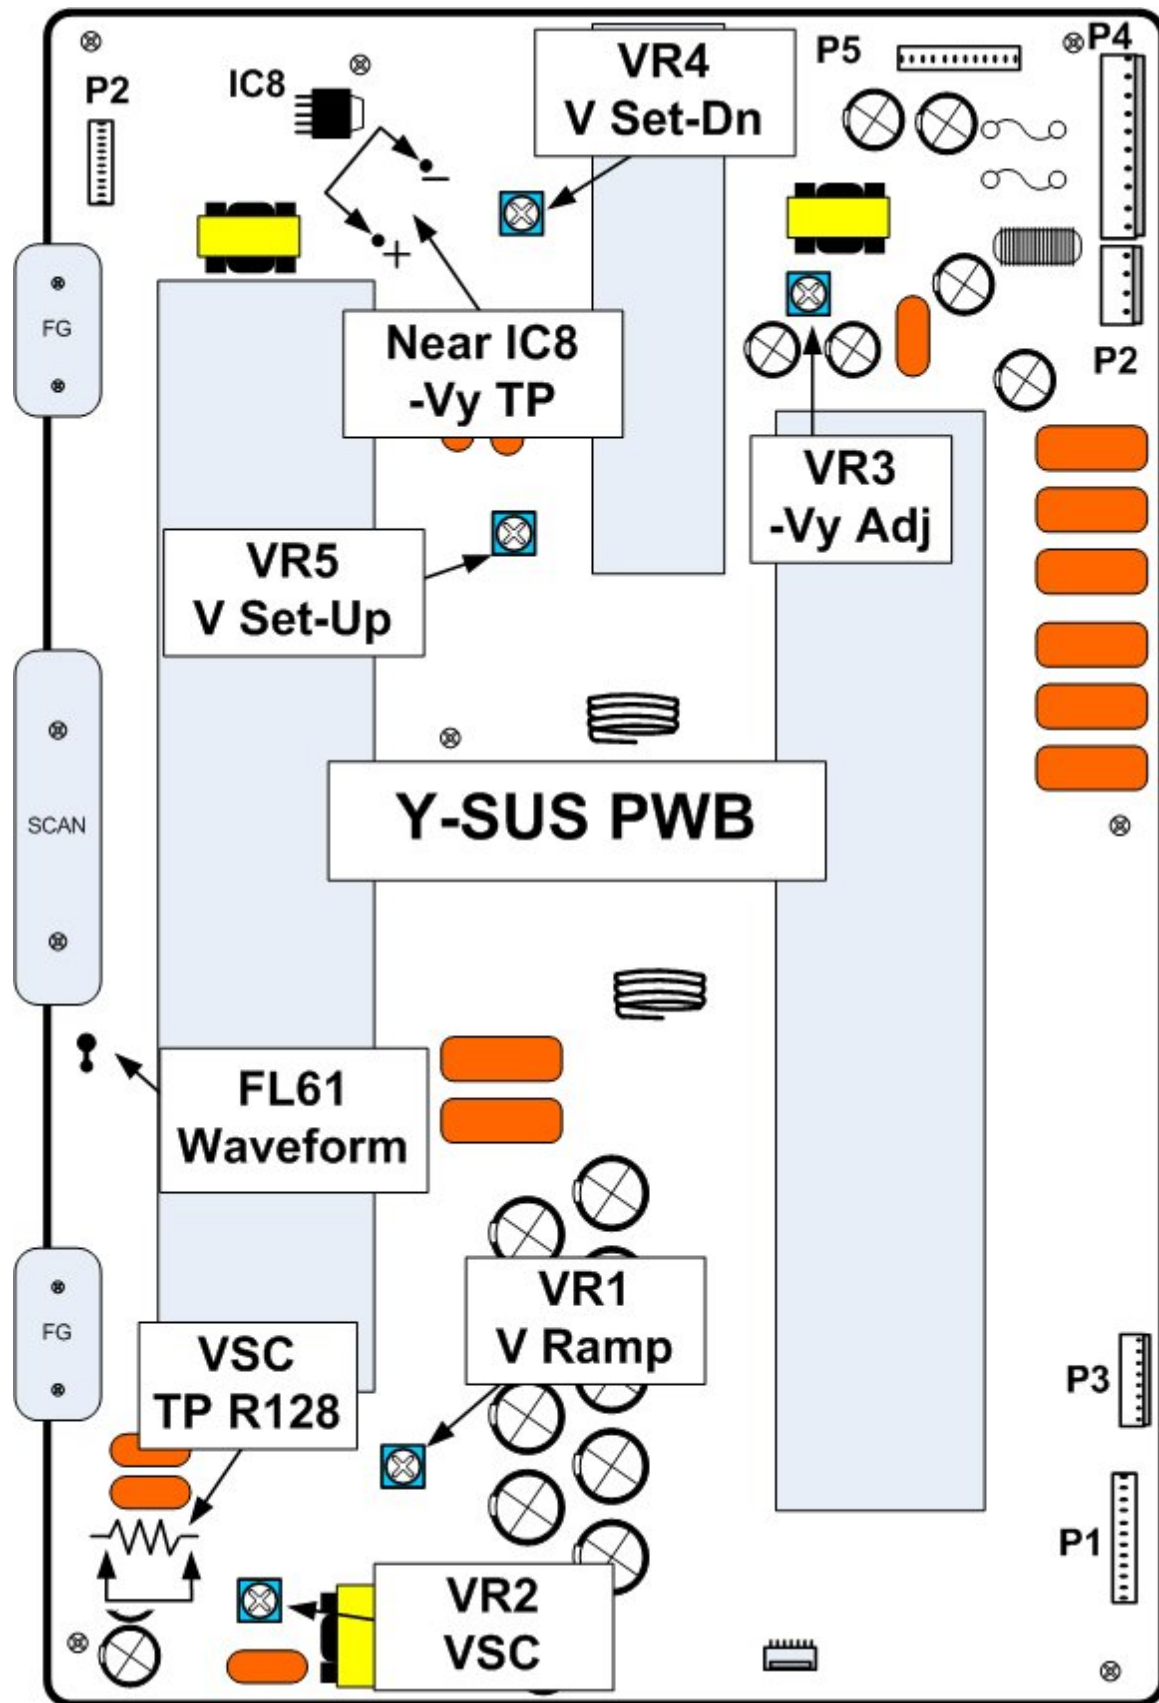 P2
IC8
VR4
V Set-Dn
P5
P4
–
+
FG
Near IC8
-Vy TP
P2
VR3
-Vy Adj
VR5
V Set-Up
SCAN
Y-SUS PWB
FL61
Waveform
FG
VR1
V Ramp
VSC
TP R128
P3
P1
VR2
VSC